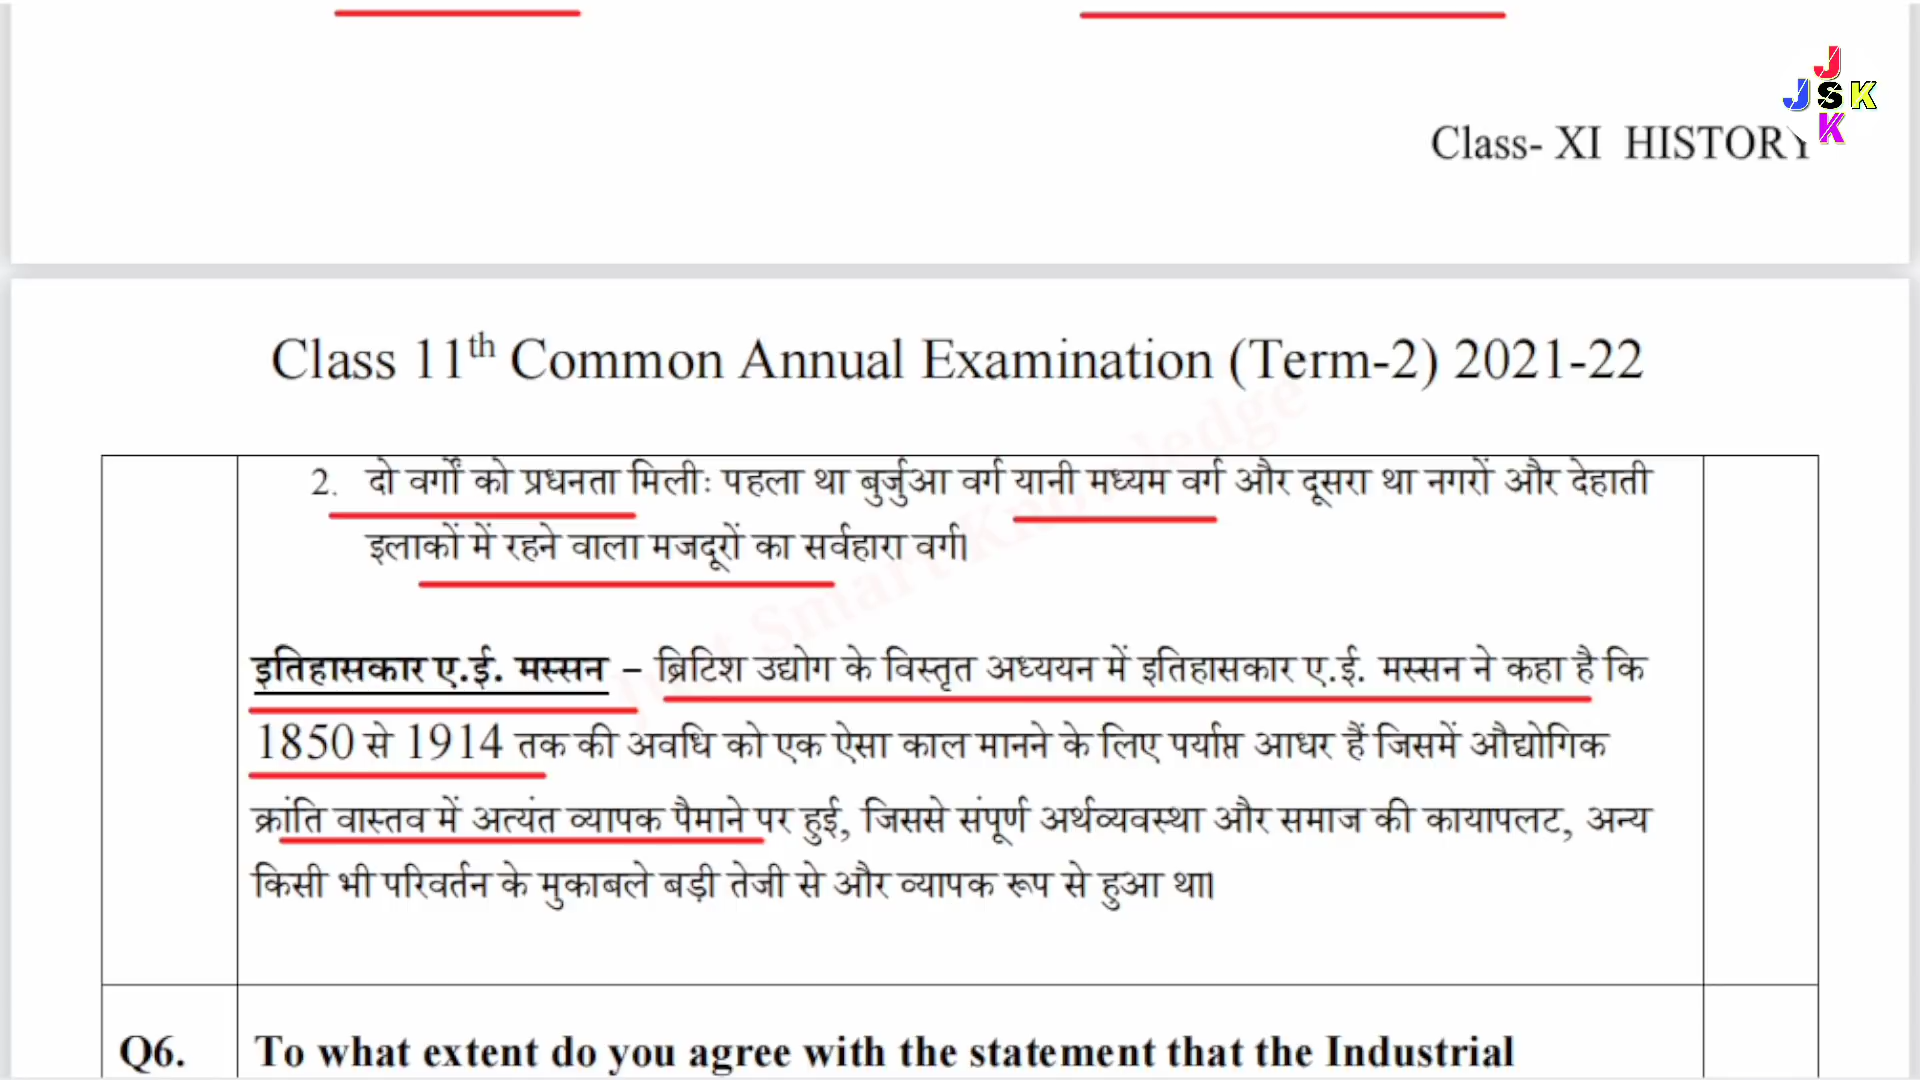 J
JSK
K
Class- XI HISTORY
Class 11th Common Annual Examination (Term-2) 2021-22
2. दो वर्गों को प्रधनता मिलीः पहला था बुर्जुआ वर्ग यानी मध्यम वर्ग और दूसरा था नगरों और देहाती
इलाकों में रहने वाला मजदूरों का सर्वहारा वर्ग।
इतिहासकार ए.ई. मस्सन – ब्रिटिश उद्योग के विस्तृत अध्ययन में इतिहासकार ए.ई. मस्सन ने कहा है कि
1850 से 1914 तक की अवधि को एक ऐसा काल मानने के लिए पर्याप्त आधर हैं जिसमें औद्योगिक
क्रांति वास्तव में अत्यंत व्यापक पैमाने पर हुई, जिससे संपूर्ण अर्थव्यवस्था और समाज की कायापलट, अन्य
किसी भी परिवर्तन के मुकाबले बड़ी तेजी से और व्यापक रूप से हुआ था।
Q6. To what extent do you agree with the statement that the Industrial
Just Smart Knowledge